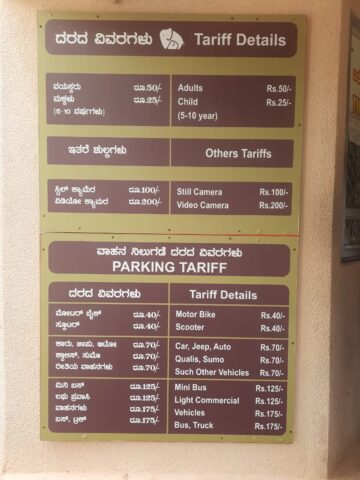 ದರದ ವಿವರಗಳು Tariff Details
ವಯಸ್ಕರು ರೂ.50/- Adults Rs.50/-
ಮಕ್ಕಳು ರೂ.25/- Child Rs.25/-
(5-10 ವರ್ಷಗಳು) (5-10 year)
ಇತರೆ ಶುಲ್ಕಗಳು Others Tariffs
ಸ್ಟಿಲ್ ಕ್ಯಾಮೆರ ರೂ.100/- Still Camera Rs.100/-
ವಿಡಿಯೋ ಕ್ಯಾಮರ ರೂ.200/- Video Camera Rs.200/-
ವಾಹನ ನಿಲುಗಡೆ ದರದ ವಿವರಗಳು
PARKING TARIFF
ದರದ ವಿವರಗಳು Tariff Details
ಮೋಟರ್ ಬೈಕ್ ರೂ.40/- Motor Bike Rs.40/-
ಸ್ಕೂಟರ್ ರೂ.40/- Scooter Rs.40/-
ಕಾರು, ಜೀಪು, ಆಟೋ ರೂ.70/- Car, Jeep, Auto Rs.70/-
ಕ್ವಾಲಿಸ್, ಸುಮೊ ರೂ.70/- Qualis, Sumo Rs.70/-
ರೀತಿಯ ವಾಹನಗಳು ರೂ.70/- Such Other Vehicles Rs.70/-
ಮಿನಿ ಬಸ್ ರೂ.125/- Mini Bus Rs.125/-
ಲಘು ಪ್ರವಾಸಿ ರೂ.125/- Light Commercial Rs.125/-
ವಾಹನಗಳು ರೂ.175/- Vehicles Rs.175/-
ಬಸ್, ಟ್ರಕ್ ರೂ.175/- Bus, Truck Rs.175/-